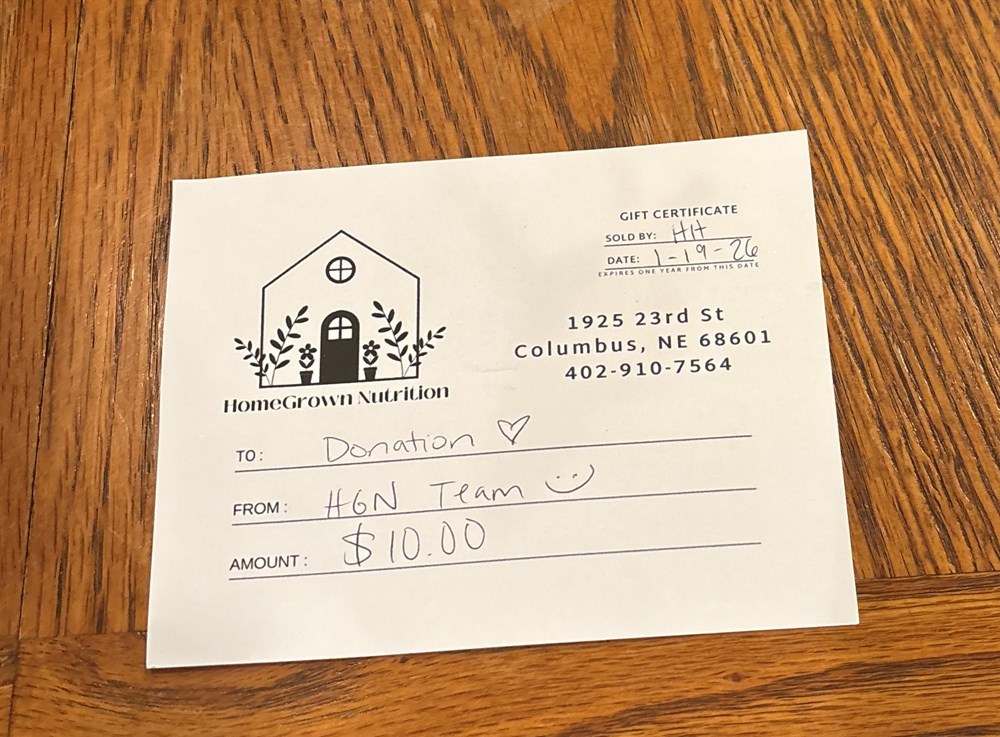 GIFT CERTIFICATE
SOLD BY: HH
DATE: 1-19-26
EXPIRES ONE YEAR FROM THIS DATE
1925 23rd St
Columbus, NE 68601
402-910-7564
HomeGrown Nutrition
TO: Donation ♡
FROM: HGN Team :)
AMOUNT: $10.00